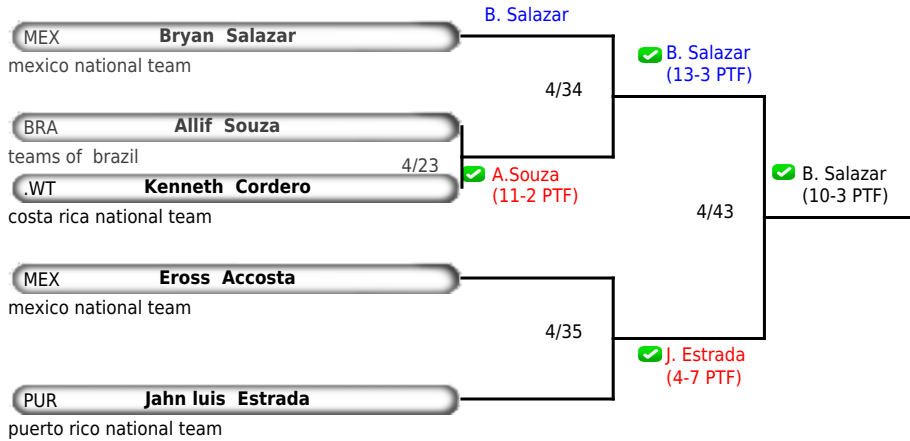 B. Salazar
MEX Bryan Salazar
mexico national team
B. Salazar
(13-3 PTF)
4/34
BRA Allif Souza
teams of brazil
4/23
A.Souza
(11-2 PTF)
.WT Kenneth Cordero
costa rica national team
B. Salazar
(10-3 PTF)
4/43
MEX Eross Accosta
mexico national team
4/35
J. Estrada
(4-7 PTF)
PUR Jahn luis Estrada
puerto rico national team